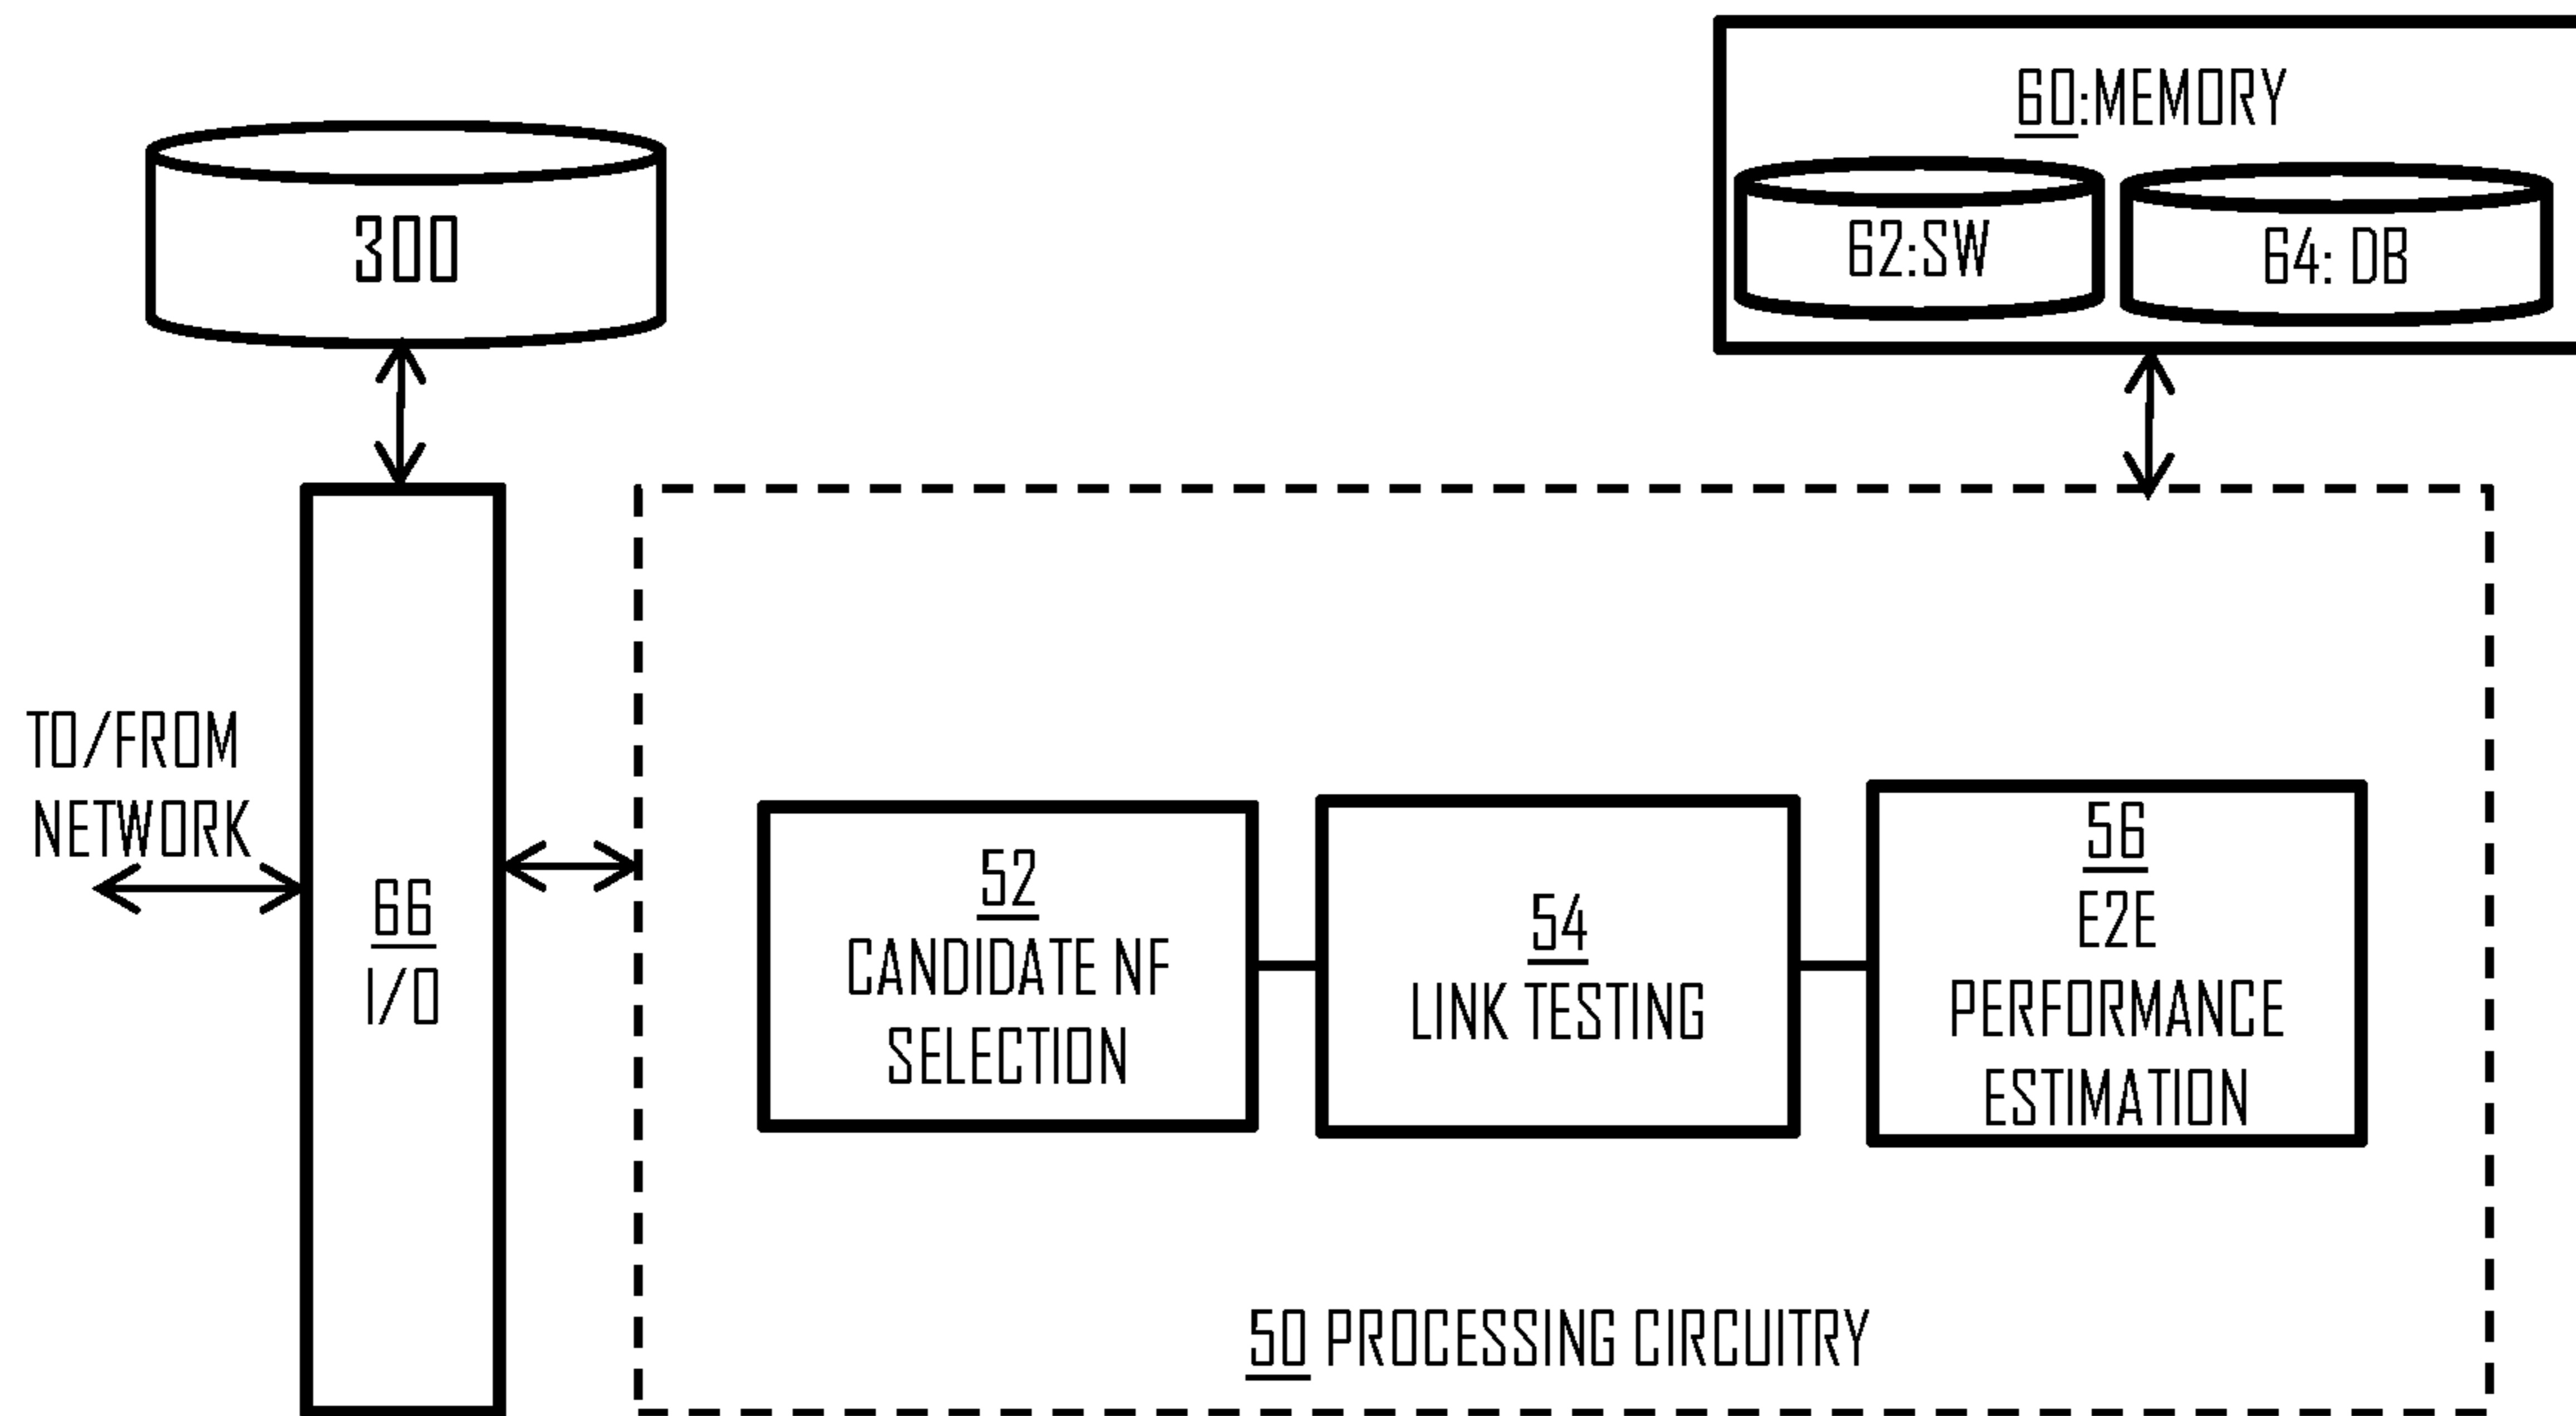 60:MEMORY
300
62:SW
64: DB
TO/FROM
NETWORK
66
I/O
52
CANDIDATE NF
SELECTION
54
LINK TESTING
56
E2E
PERFORMANCE
ESTIMATION
50 PROCESSING CIRCUITRY